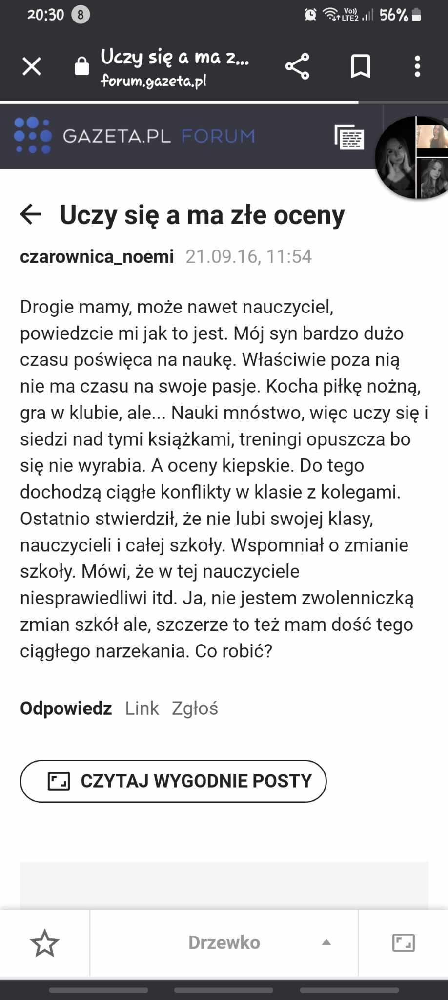 20:30 8 Vo)) LTE2 56%
Uczy się a ma z...
forum.gazeta.pl
GAZETA.PL FORUM
Uczy się a ma złe oceny
czarownica_noemi 21.09.16, 11:54
Drogie mamy, może nawet nauczyciel,
powiedzcie mi jak to jest. Mój syn bardzo dużo
czasu poświęca na naukę. Właściwie poza nią
nie ma czasu na swoje pasje. Kocha piłkę nożną,
gra w klubie, ale... Nauki mnóstwo, więc uczy się i
siedzi nad tymi książkami, treningi opuszcza bo
się nie wyrabia. A oceny kiepskie. Do tego
dochodzą ciągłe konflikty w klasie z kolegami.
Ostatnio stwierdził, że nie lubi swojej klasy,
nauczycieli i całej szkoły. Wspomniał o zmianie
szkoły. Mówi, że w tej nauczyciele
niesprawiedliwi itd. Ja, nie jestem zwolenniczką
zmian szkół ale, szczerze to też mam dość tego
ciągłego narzekania. Co robić?
Odpowiedz Link Zgłoś
CZYTAJ WYGODNIE POSTY
Drzewko